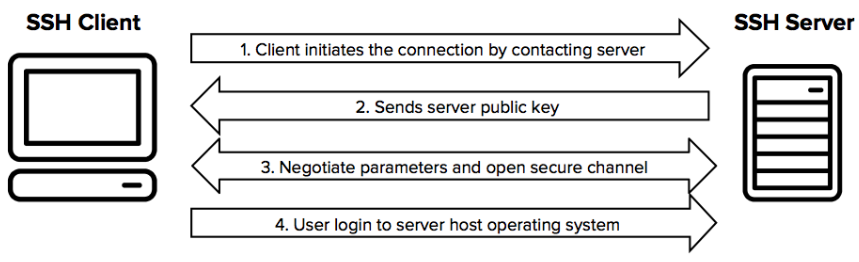 SSH Client
SSH Server
1. Client initiates the connection by contacting server
2. Sends server public key
3. Negotiate parameters and open secure channel
4. User login to server host operating system